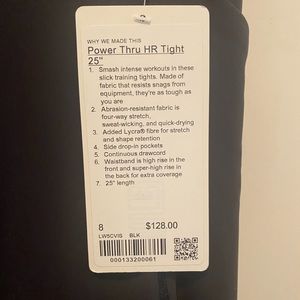 WHY WE MADE THIS
Power Thru HR Tight
25"
1. Smash intense workouts in these
slick training tights. Made of
fabric that resists snags from
equipment, they're as tough as
you are
2. Abrasion-resistant fabric is
four-way stretch,
sweat-wicking, and quick-drying
3. Added Lycra® fibre for stretch
and shape retention
4. Side drop-in pockets
5. Continuous drawcord
6. Waistband is high rise in the
front and super-high rise in
the back for extra coverage
7. 25" length
8 $128.00
LW5CVIS BLK
000133200061